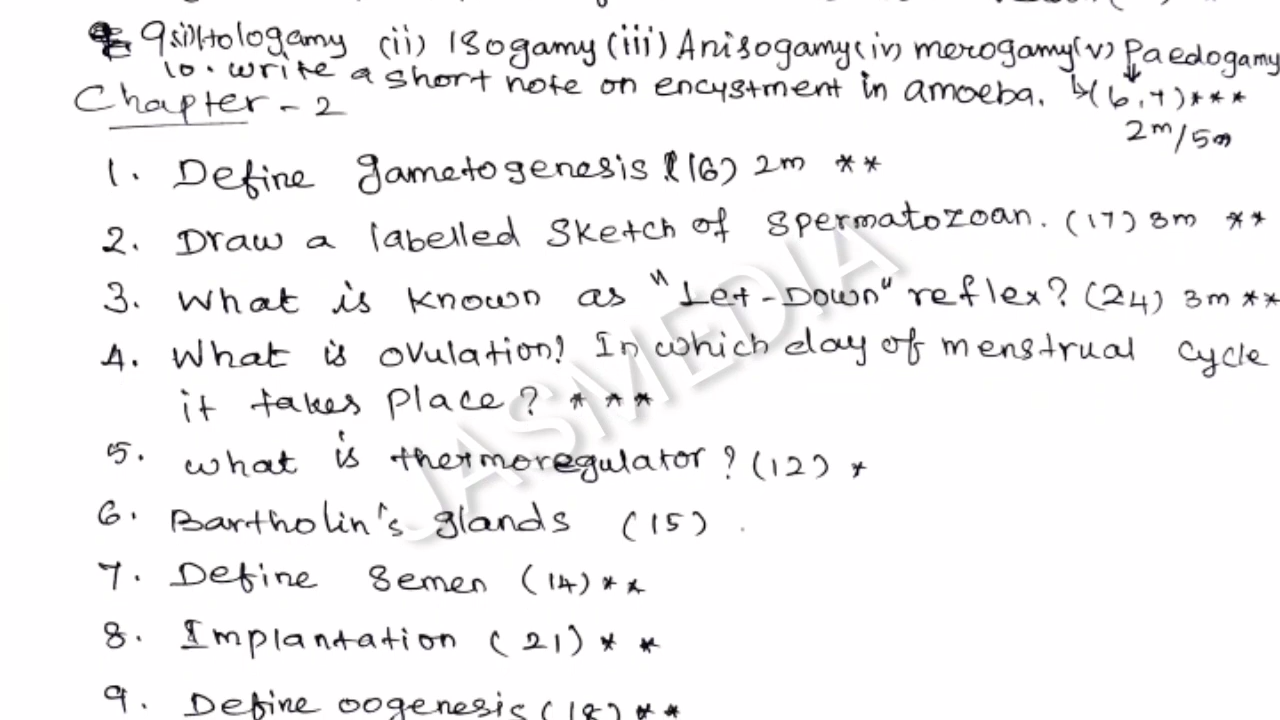 9(i) Hologamy (ii) Isogamy (iii) Anisogamy (iv) merogamy (v) Paedogamy
10. write a short note on encystment in amoeba. ↳(6,7)***
2m/5m
Chapter - 2
1. Define gametogenesis (16) 2m **
2. Draw a labelled sketch of spermatozoan. (17) 3m **
3. What is known as "Let-Down" reflex? (24) 3m **
4. What is ovulation? In which day of menstrual cycle
it takes place? ***
5. what is thermoregulator? (12) *
6. Bartholin's glands (15)
7. Define Semen (14) **
8. Implantation (21) **
9. Define oogenesis (18) **
JASMEDIA